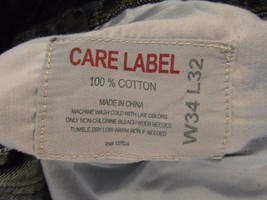 CARE LABEL
100 % COTTON
MADE IN CHINA
MACHINE WASH COLD WITH LIKE COLORS
ONLY NON-CHLORINE BLEACH WHEN NEEDED
TUMBLE DRY LOW WARM IRON IF NEEDED
W34 L32